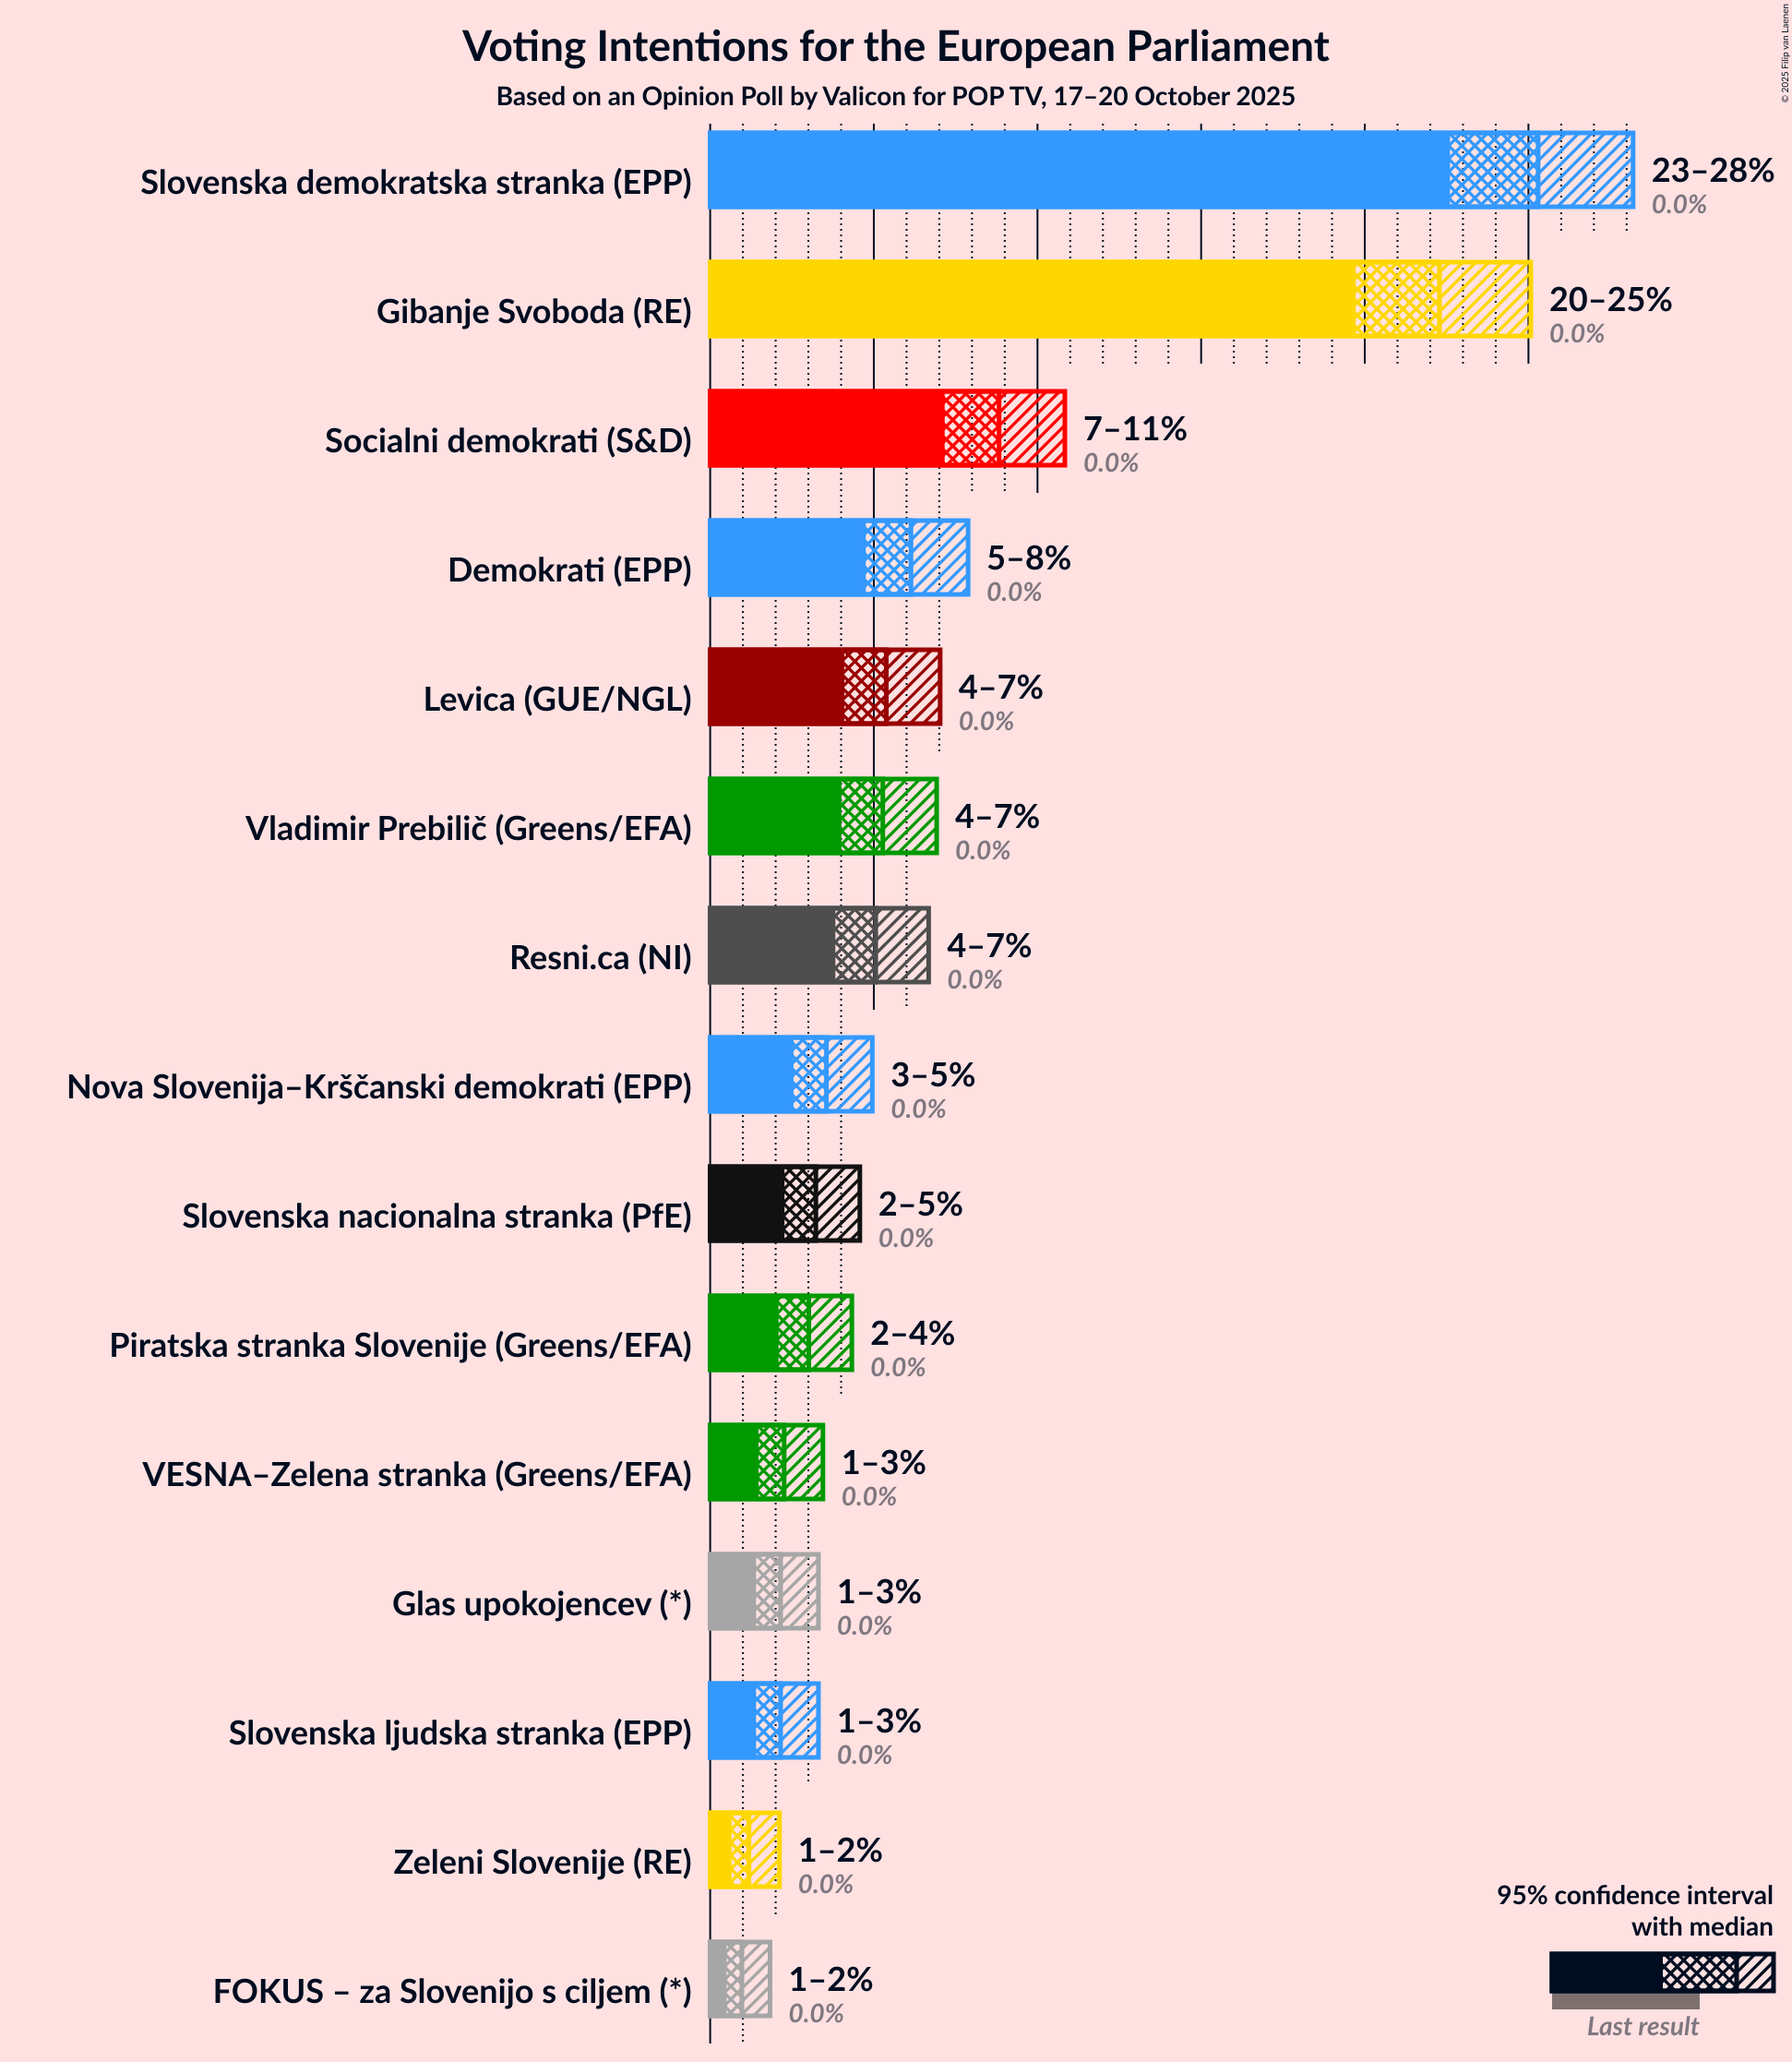 Voting Intentions for the European Parliament
Based on an Opinion Poll by Valicon for POP TV, 17–20 October 2025
© 2025 Filip van Laenen
Slovenska demokratska stranka (EPP)
23–28%
0.0%
Gibanje Svoboda (RE)
20–25%
0.0%
Socialni demokrati (S&D)
7–11%
0.0%
Demokrati (EPP)
5–8%
0.0%
Levica (GUE/NGL)
4–7%
0.0%
Vladimir Prebilič (Greens/EFA)
4–7%
0.0%
Resni.ca (NI)
4–7%
0.0%
Nova Slovenija–Krščanski demokrati (EPP)
3–5%
0.0%
Slovenska nacionalna stranka (PfE)
2–5%
0.0%
Piratska stranka Slovenije (Greens/EFA)
2–4%
0.0%
VESNA–Zelena stranka (Greens/EFA)
1–3%
0.0%
Glas upokojencev (*)
1–3%
0.0%
Slovenska ljudska stranka (EPP)
1–3%
0.0%
Zeleni Slovenije (RE)
1–2%
0.0%
FOKUS – za Slovenijo s ciljem (*)
1–2%
0.0%
95% confidence interval
with median
Last result